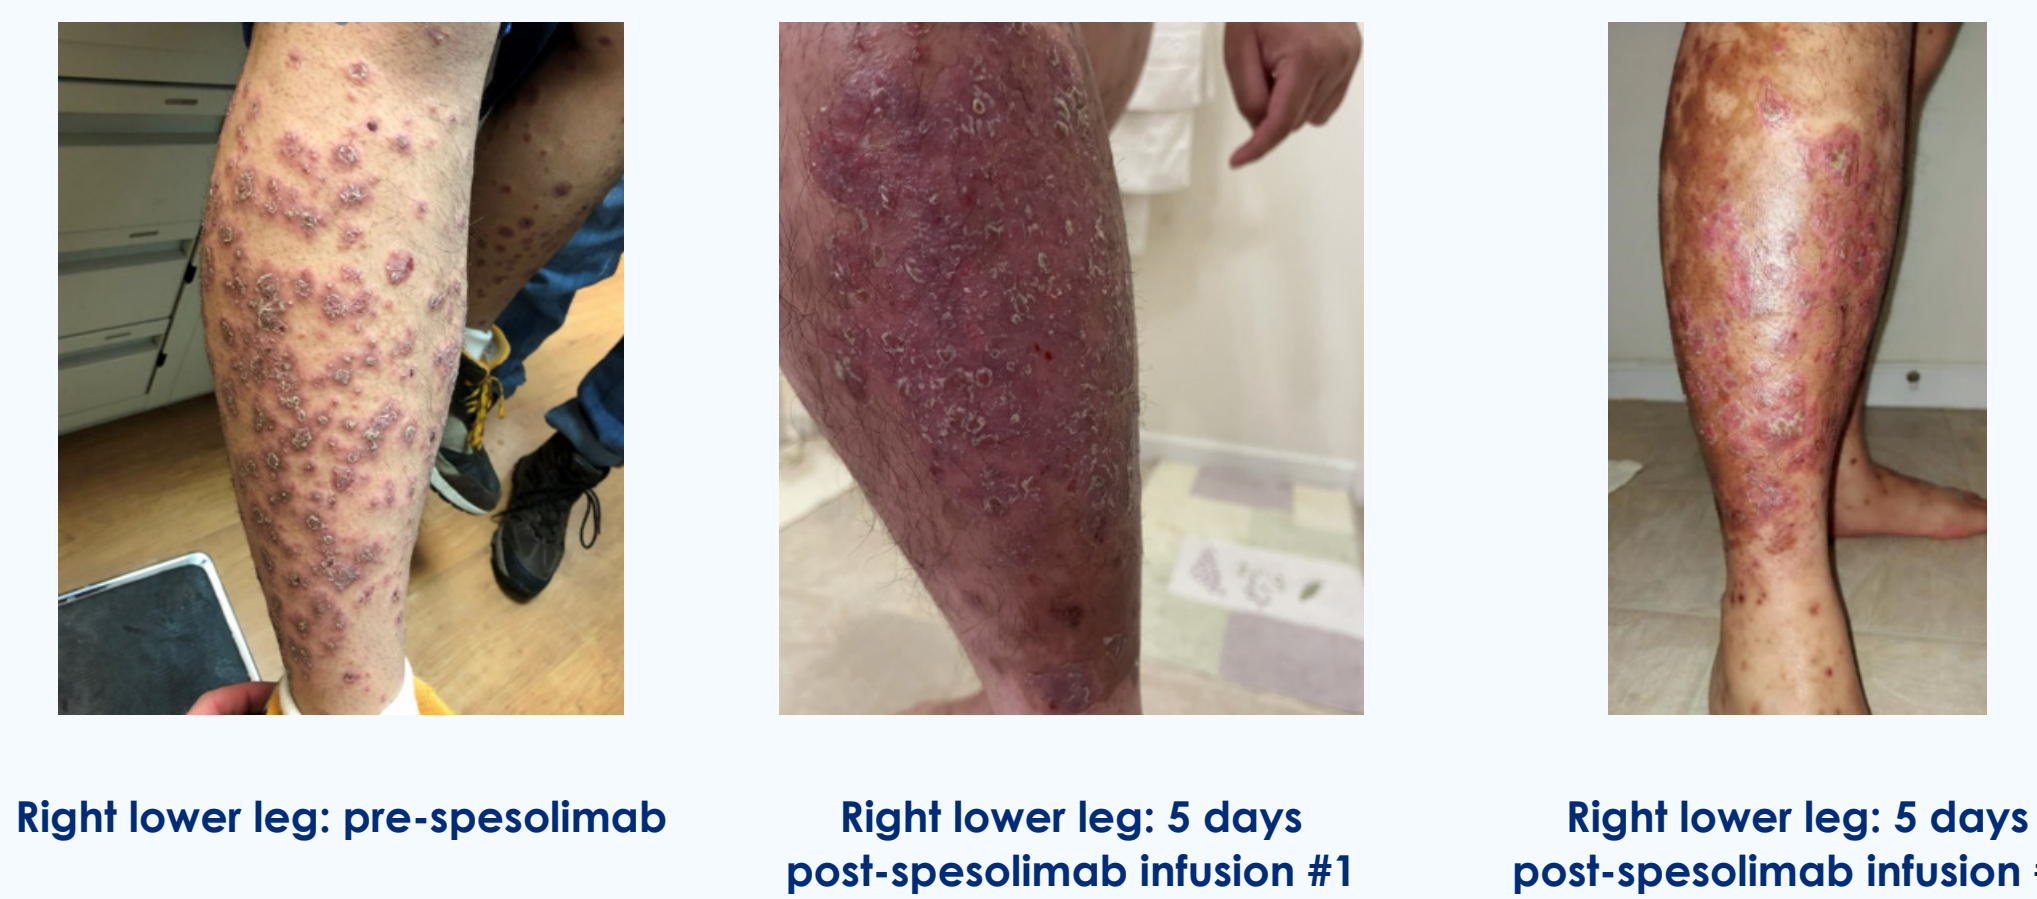 Right lower leg: pre-spesolimab
Right lower leg: 5 days
post-spesolimab infusion #1
Right lower leg: 5 days
post-spesolimab infusion